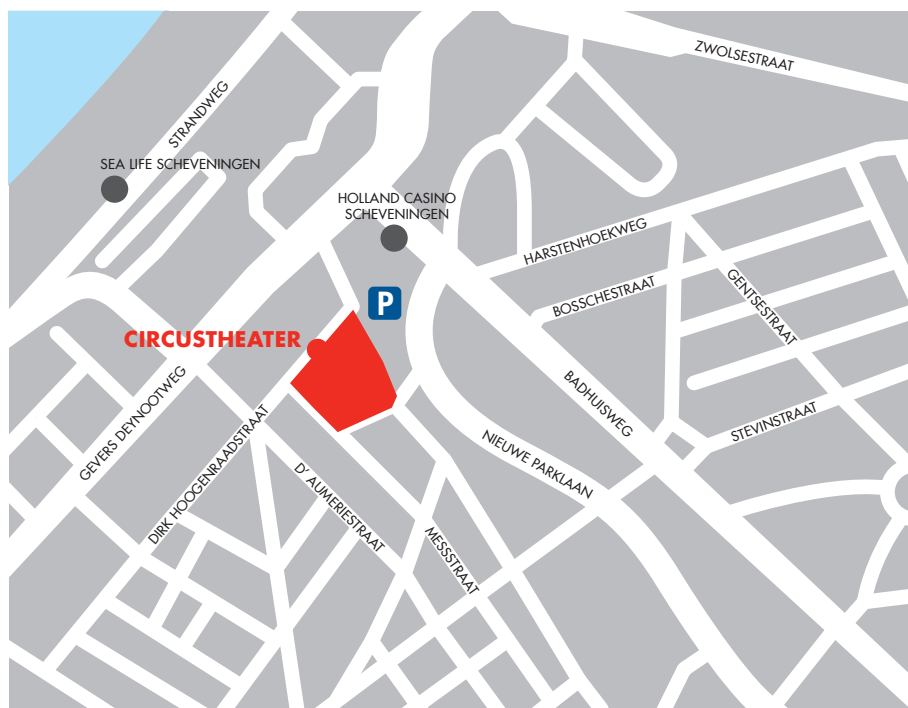 ZWOLSESTRAAT
STRANDWEG
SEA LIFE SCHEVENINGEN
HOLLAND CASINO
SCHEVENINGEN
HARSTENHOEKWEG
BOSSCHESTRAAT
GENTSESTRAAT
P
CIRCUSTHEATER
BADHUISWEG
GEVERS DEYNOOTWEG
STEVINSTRAAT
DIRK HOOGENRAADSTRAAT
NIEUWE PARKLAAN
D' AUMERIESTRAAT
MESSSTRAAT